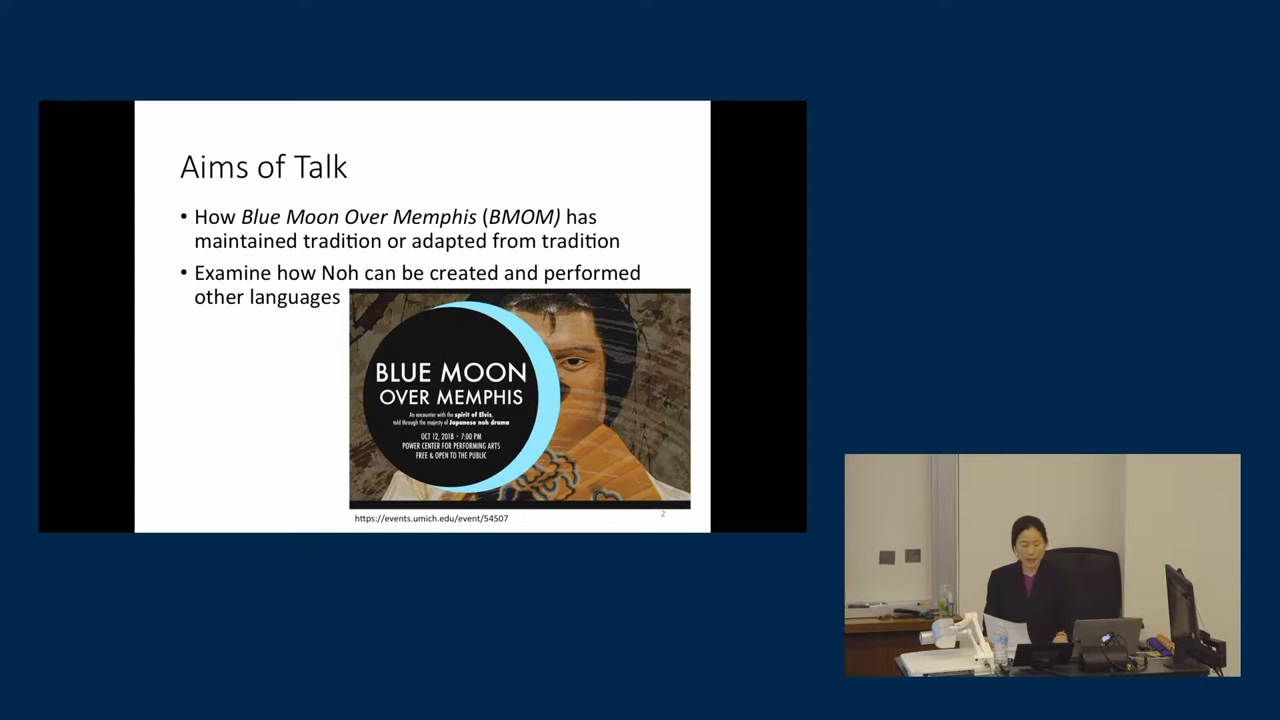 Aims of Talk
• How Blue Moon Over Memphis (BMOM) has
maintained tradition or adapted from tradition
• Examine how Noh can be created and performed
other languages
BLUE MOON
OVER MEMPHIS
An encounter with the spirit of Elvis,
told through the majesty of Japanese noh drama
OCT 12, 2018 - 7:00 PM
POWER CENTER FOR PERFORMING ARTS
FREE & OPEN TO THE PUBLIC
https://events.umich.edu/event/54507
2